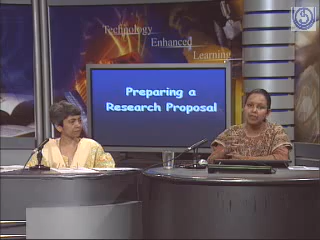 Technology
Enhanced
Learning
Preparing a
Research Proposal